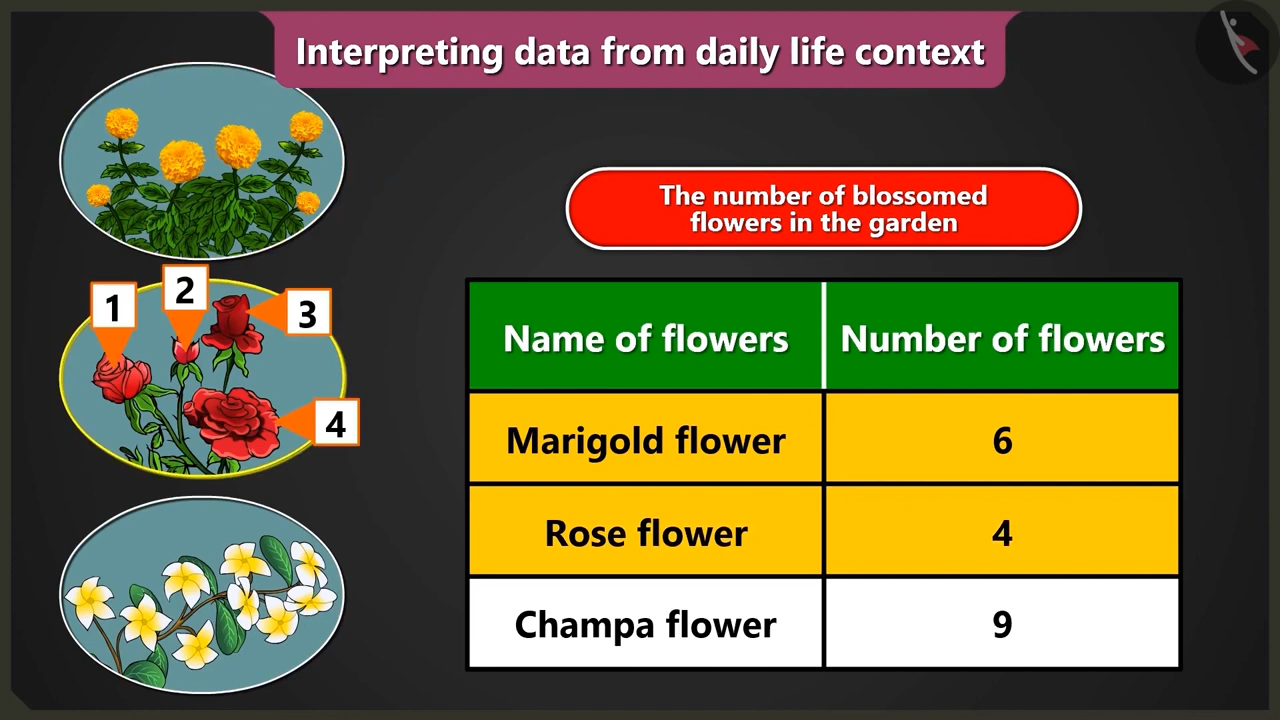 Interpreting data from daily life context
The number of blossomed
flowers in the garden
1
2
3
4
Name of flowers Number of flowers
Marigold flower 6
Rose flower 4
Champa flower 9